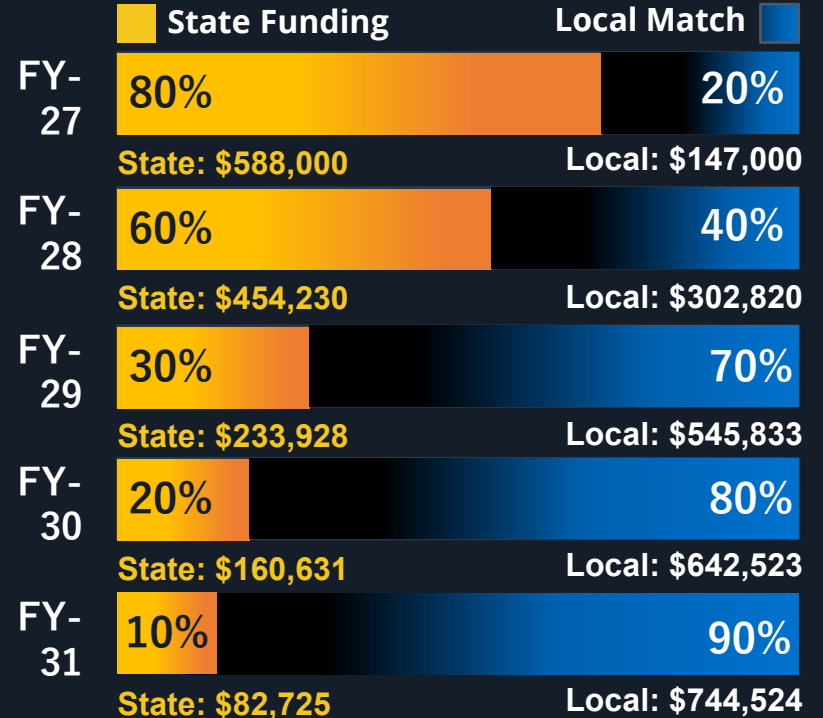 State Funding Local Match
FY-
27
80% 20%
State: $588,000 Local: $147,000
FY-
28
60% 40%
State: $454,230 Local: $302,820
FY-
29
30% 70%
State: $233,928 Local: $545,833
FY-
30
20% 80%
State: $160,631 Local: $642,523
FY-
31
10% 90%
State: $82,725 Local: $744,524